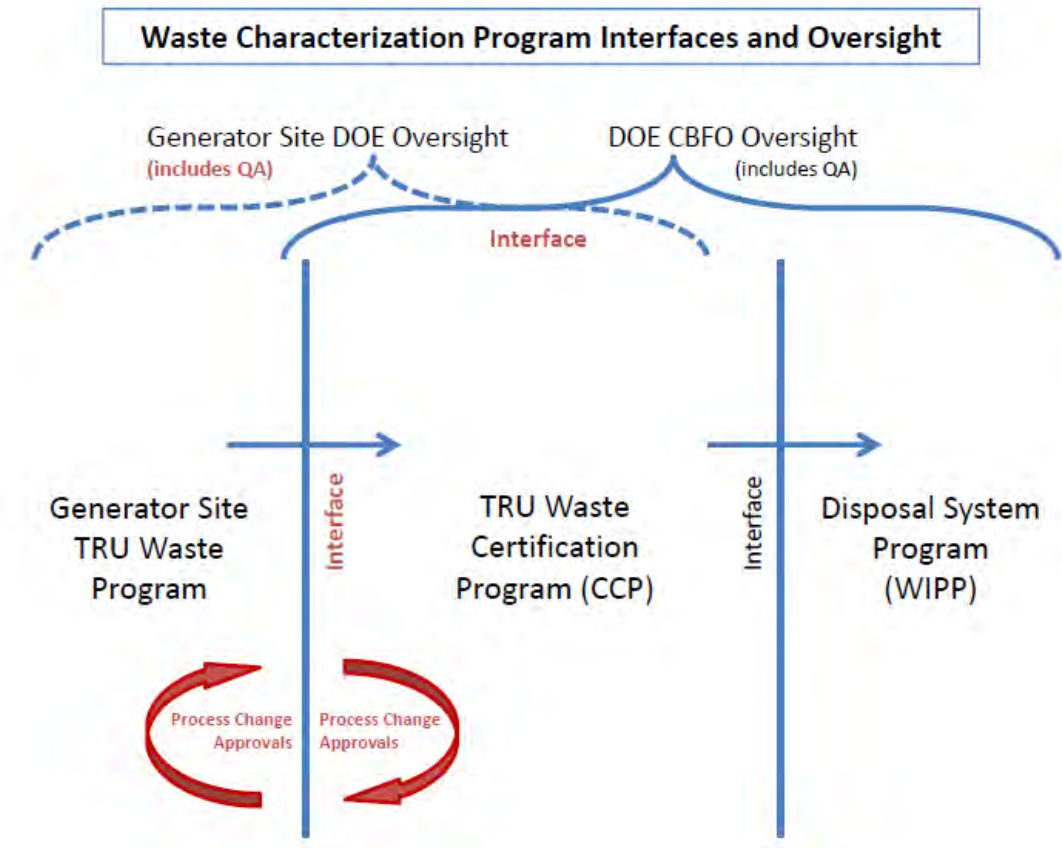 Waste Characterization Program Interfaces and Oversight
Generator Site DOE Oversight
(includes QA)
DOE CBFO Oversight
(includes QA)
Interface
Generator Site
TRU Waste
Program
Interface
TRU Waste
Certification
Program (CCP)
Interface
Disposal System
Program
(WIPP)
Process Change
Approvals
Process Change
Approvals